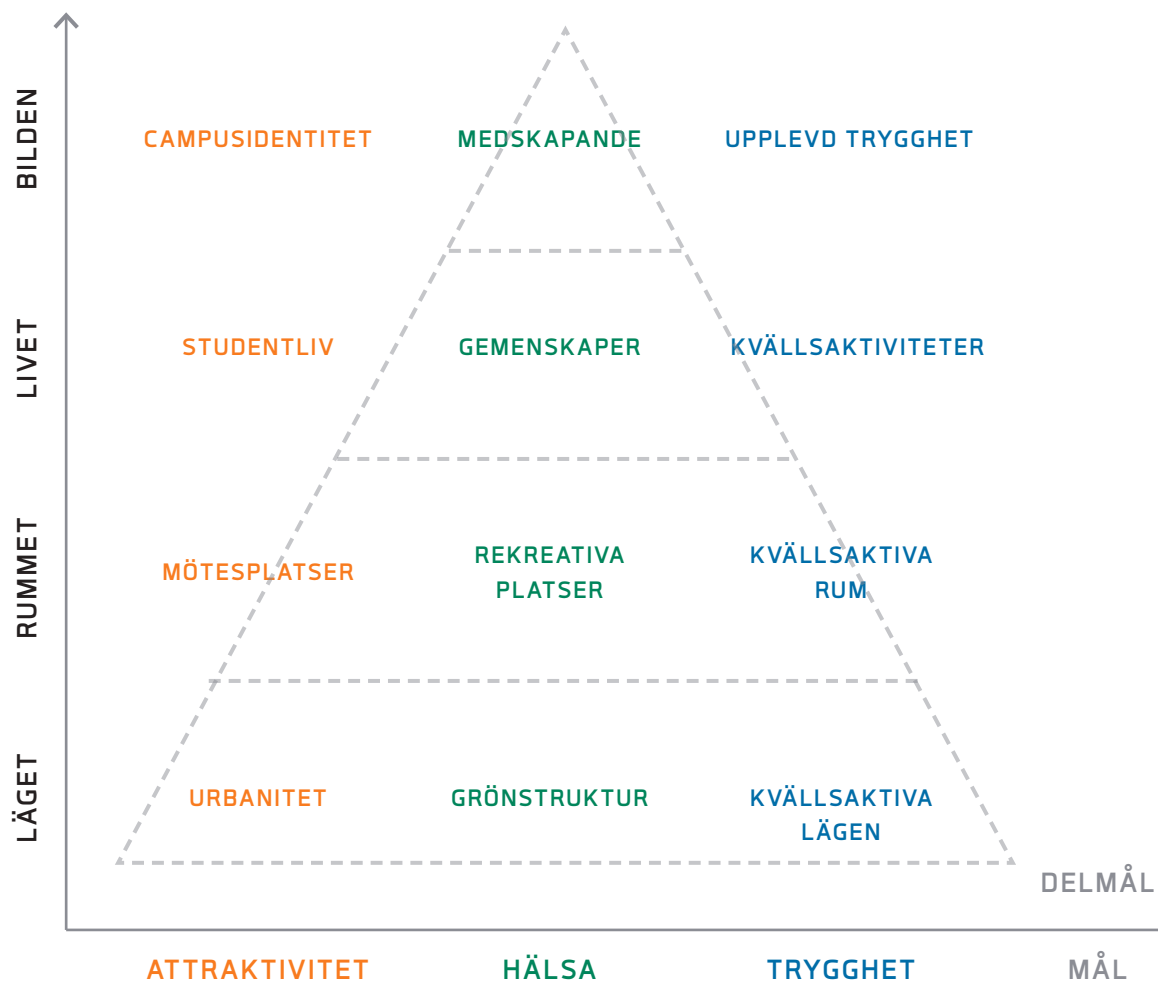 BILDEN
CAMPUSIDENTITET
MEDSKAPANDE
UPPLEVD TRYGGHET
LIVET
STUDENTLIV
GEMENSKAPER
KVÄLLSAKTIVITETER
RUMMET
MÖTESPLATSER
REKREATIVA
PLATSER
KVÄLLSAKTIVA
RUM
LÄGET
URBANITET
GRÖNSTRUKTUR
KVÄLLSAKTIVA
LÄGEN
DELMÅL
ATTRAKTIVITET
HÄLSA
TRYGGHET
MÅL